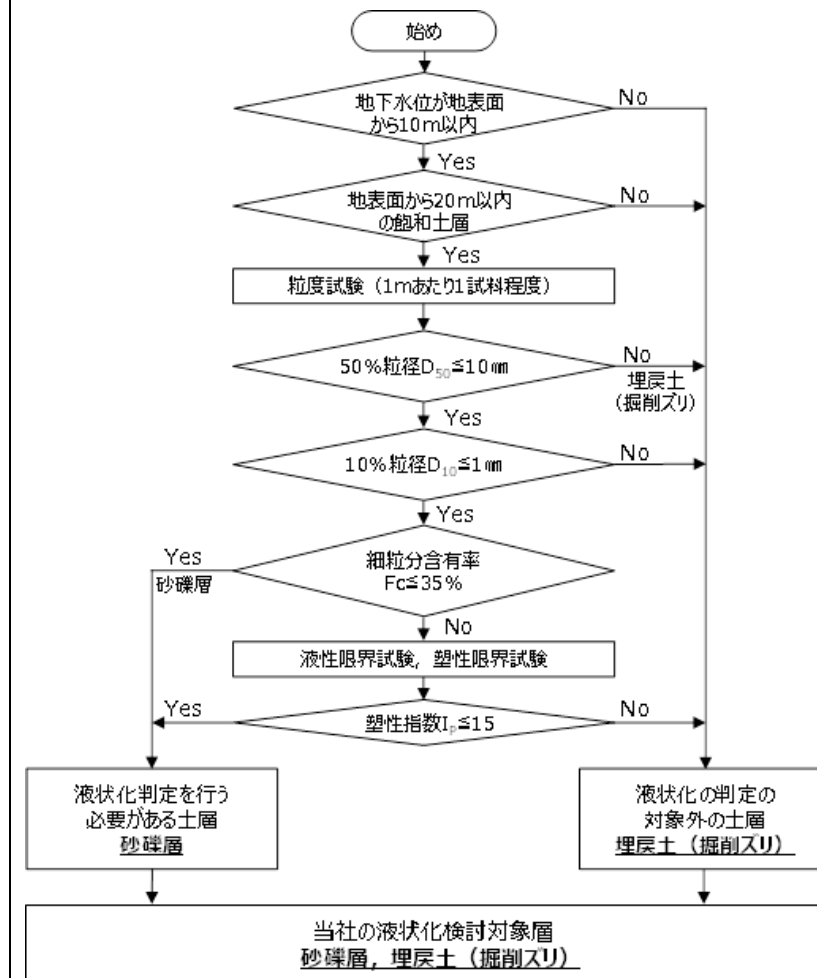 始め
地下水位が地表面
から10m以内
No
Yes
地表面から20m以内
の飽和土層
No
Yes
粒度試験（1mあたり1試料程度）
50%粒径D₅₀≦10㎜
No
埋戻土
(掘削ズリ)
Yes
10%粒径D₁₀≦1㎜
No
Yes
細粒分含有率
Fc≦35%
Yes
砂礫層
No
液性限界試験，塑性限界試験
塑性指数Iₚ≦15
Yes
No
液状化判定を行う
必要がある土層
砂礫層
液状化の判定の
対象外の土層
埋戻土（掘削ズリ）
当社の液状化検討対象層
砂礫層，埋戻土（掘削ズリ）